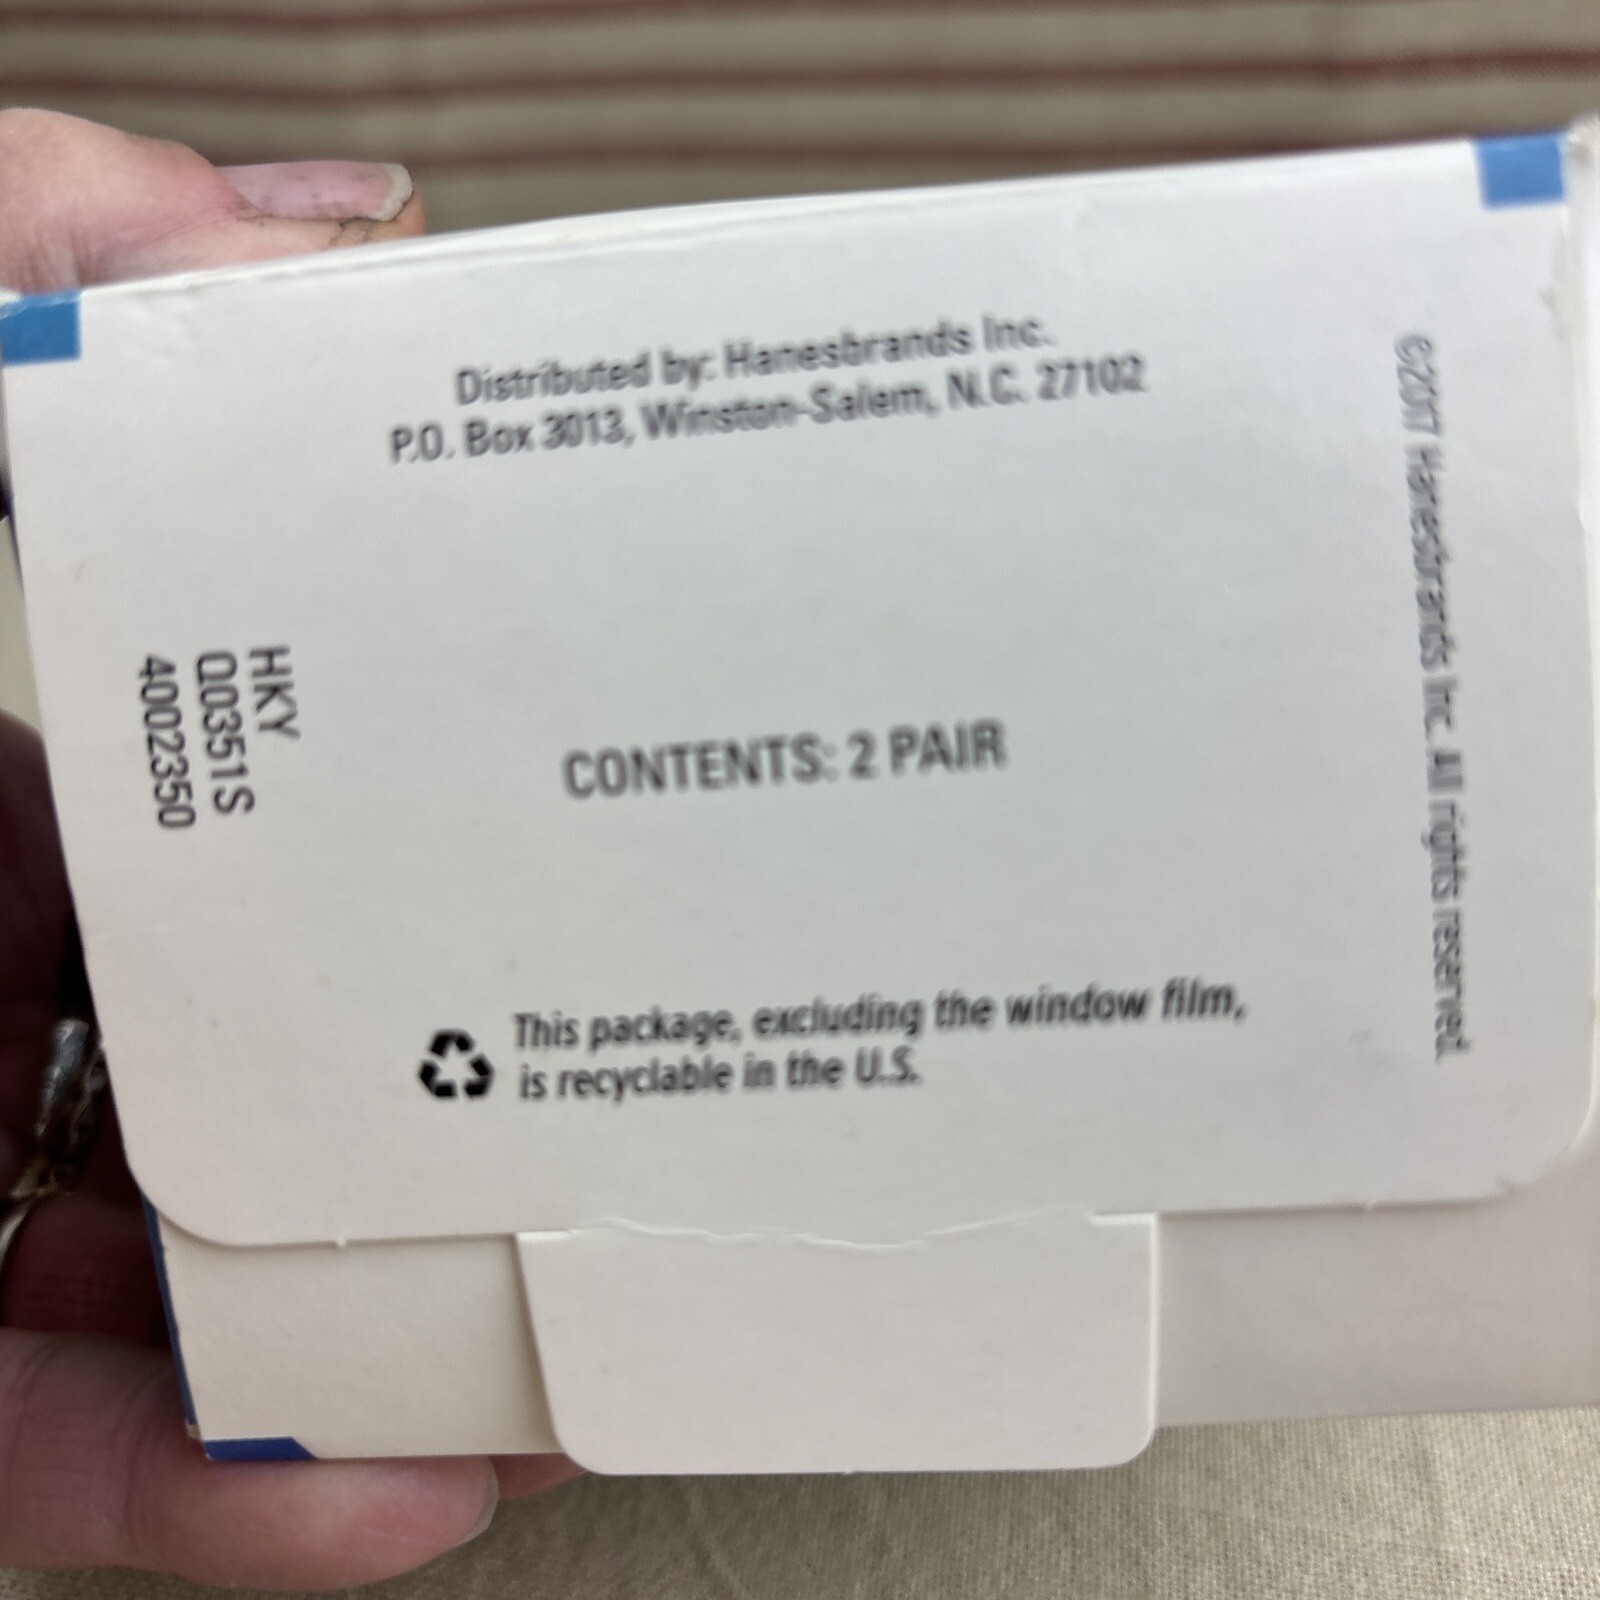 Distributed by: Hanesbrands Inc.
P.O. Box 3013, Winston-Salem, N.C. 27102
©2017 Hanesbrands Inc. All rights reserved.
HKY
Q0351S
4002350
CONTENTS: 2 PAIR
This package, excluding the window film,
is recyclable in the U.S.